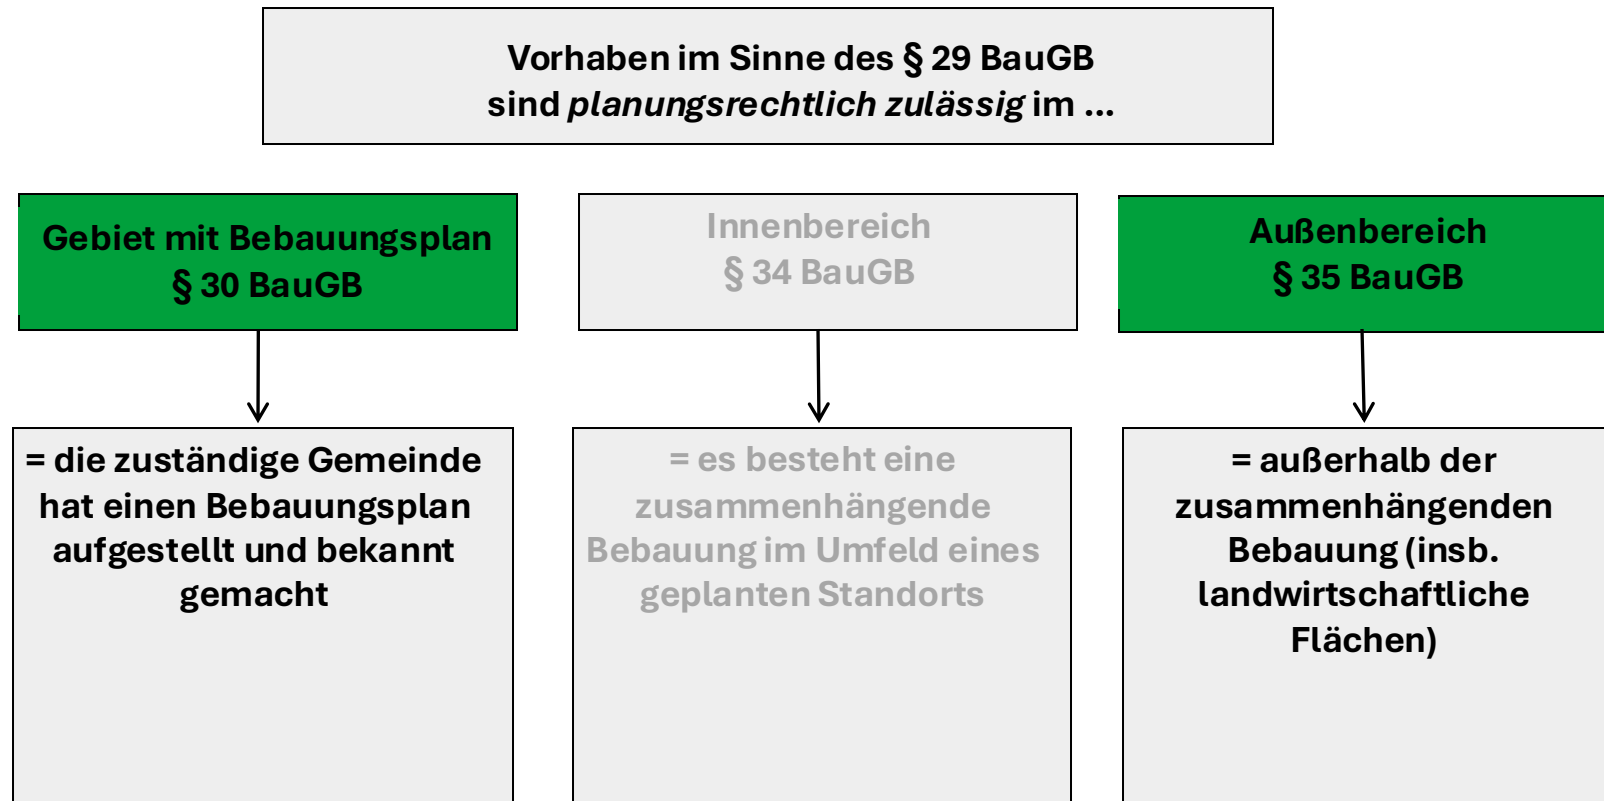 Vorhaben im Sinne des § 29 BauGB
sind planungsrechtlich zulässig im ...
Gebiet mit Bebauungsplan
§ 30 BauGB
Innenbereich
§ 34 BauGB
Außenbereich
§ 35 BauGB
= die zuständige Gemeinde
hat einen Bebauungsplan
aufgestellt und bekannt
gemacht
= es besteht eine
zusammenhängende
Bebauung im Umfeld eines
geplanten Standorts
= außerhalb der
zusammenhängenden
Bebauung (insb.
landwirtschaftliche
Flächen)